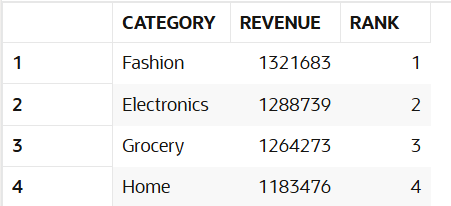 CATEGORY REVENUE RANK
1 Fashion 1321683 1
2 Electronics 1288739 2
3 Grocery 1264273 3
4 Home 1183476 4